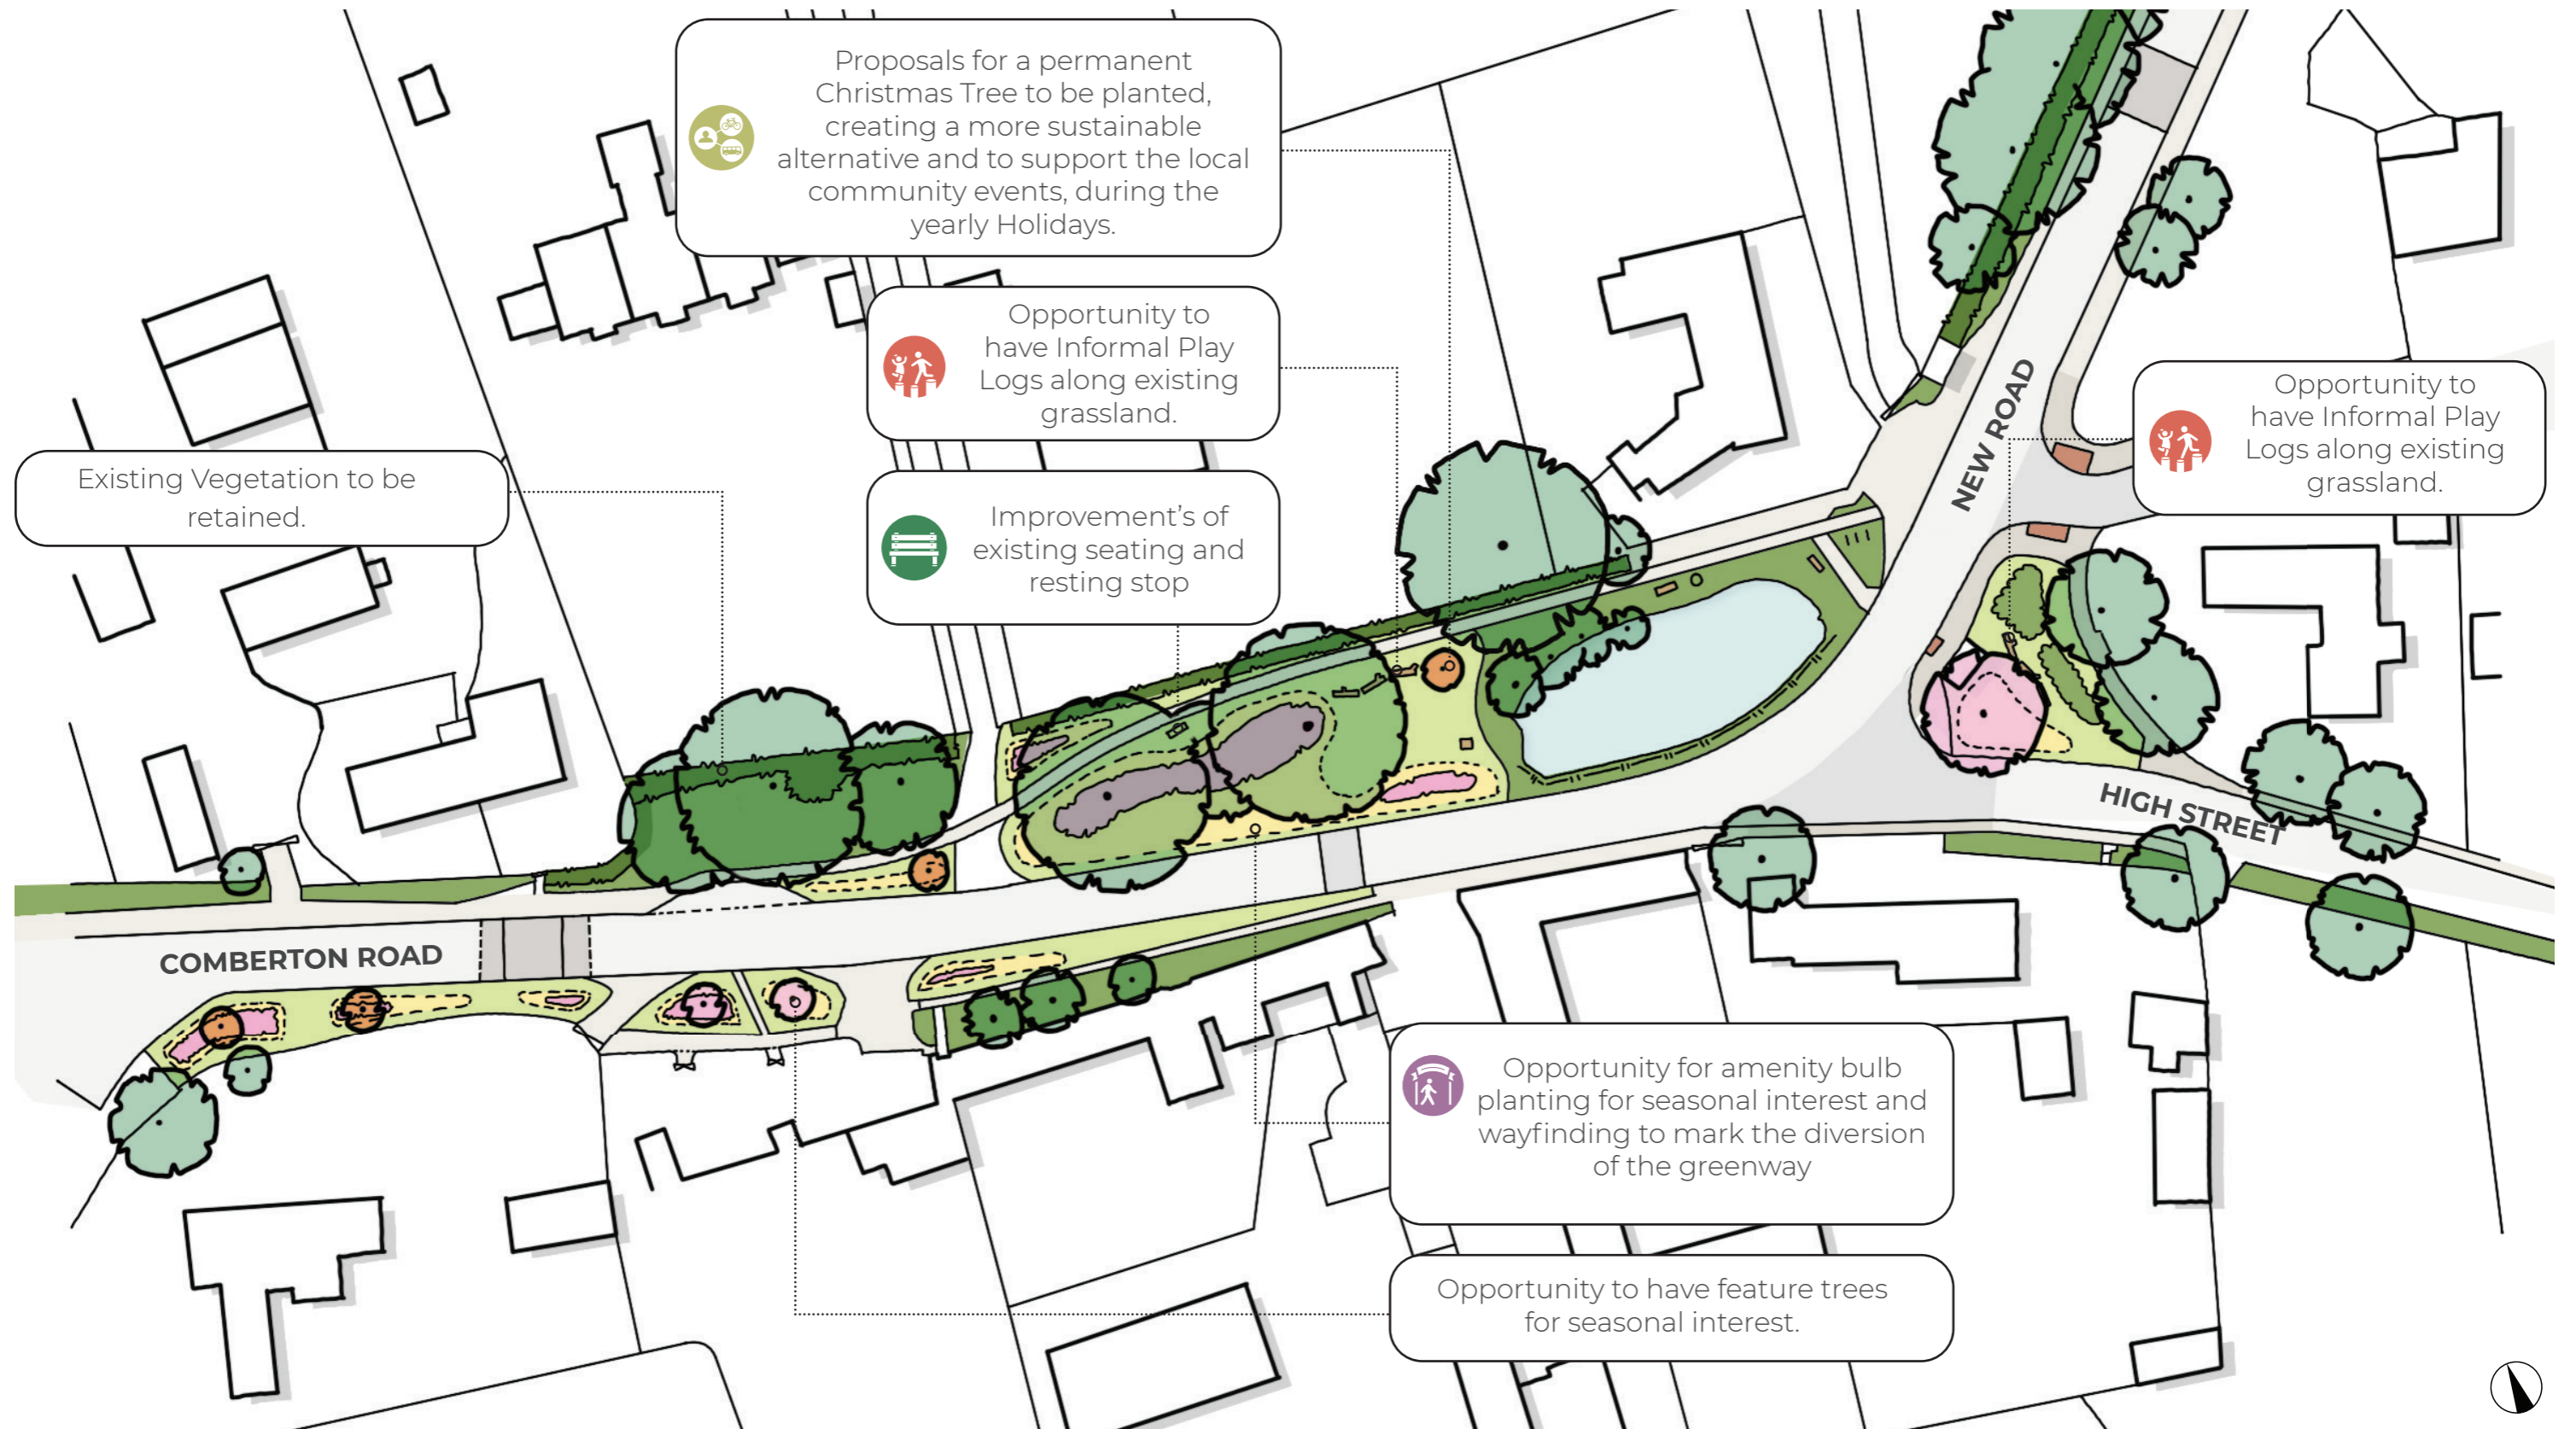 Proposals for a permanent
Christmas Tree to be planted,
creating a more sustainable
alternative and to support the local
community events, during the
yearly Holidays.
Opportunity to
have Informal Play
Logs along existing
grassland.
Opportunity to
have Informal Play
Logs along existing
grassland.
Existing Vegetation to be
retained.
Improvement's of
existing seating and
resting stop
NEW ROAD
HIGH STREET
COMBERTON ROAD
Opportunity for amenity bulb
planting for seasonal interest and
wayfinding to mark the diversion
of the greenway
Opportunity to have feature trees
for seasonal interest.